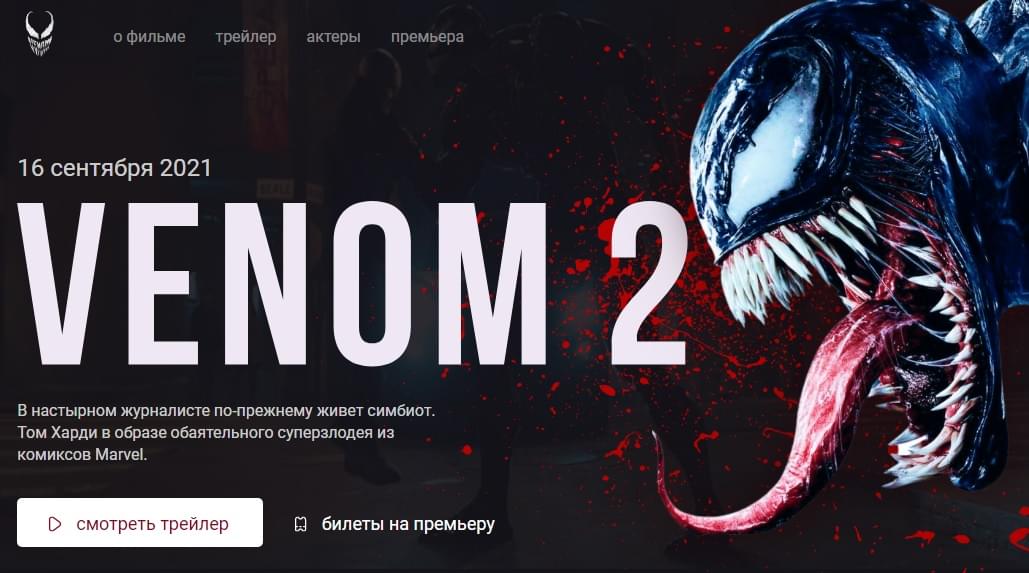 о фильме трейлер актеры премьера
16 сентября 2021
VENOM 2
В настырном журналисте по-прежнему живет симбиот.
Том Харди в образе обаятельного суперзлодея из
комиксов Marvel.
смотреть трейлер билеты на премьеру